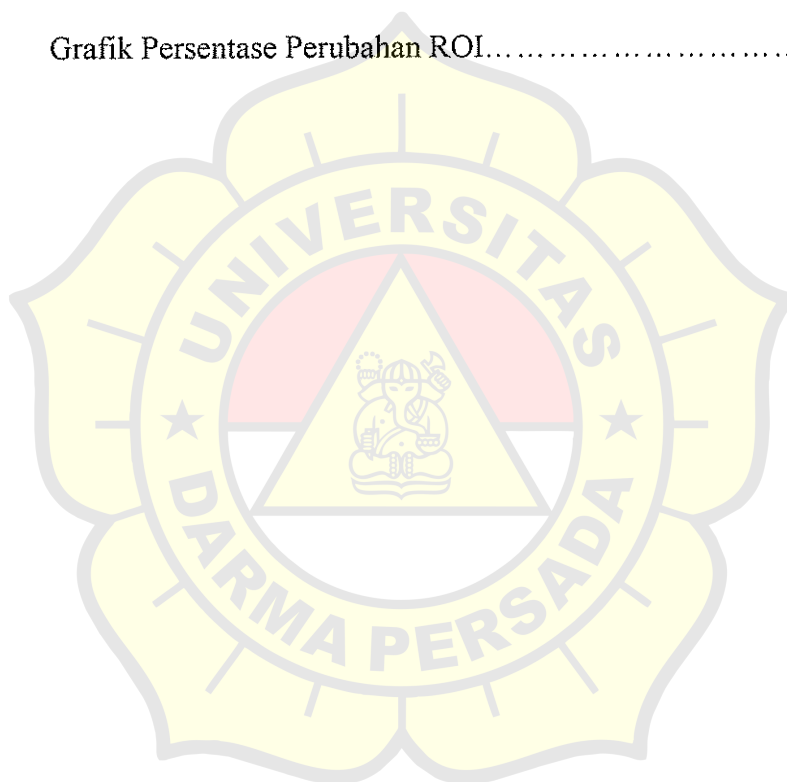 Grafik Persentase Perubahan ROI..............................
UNIVERSITAS
★ ★
DARMA PERSADA